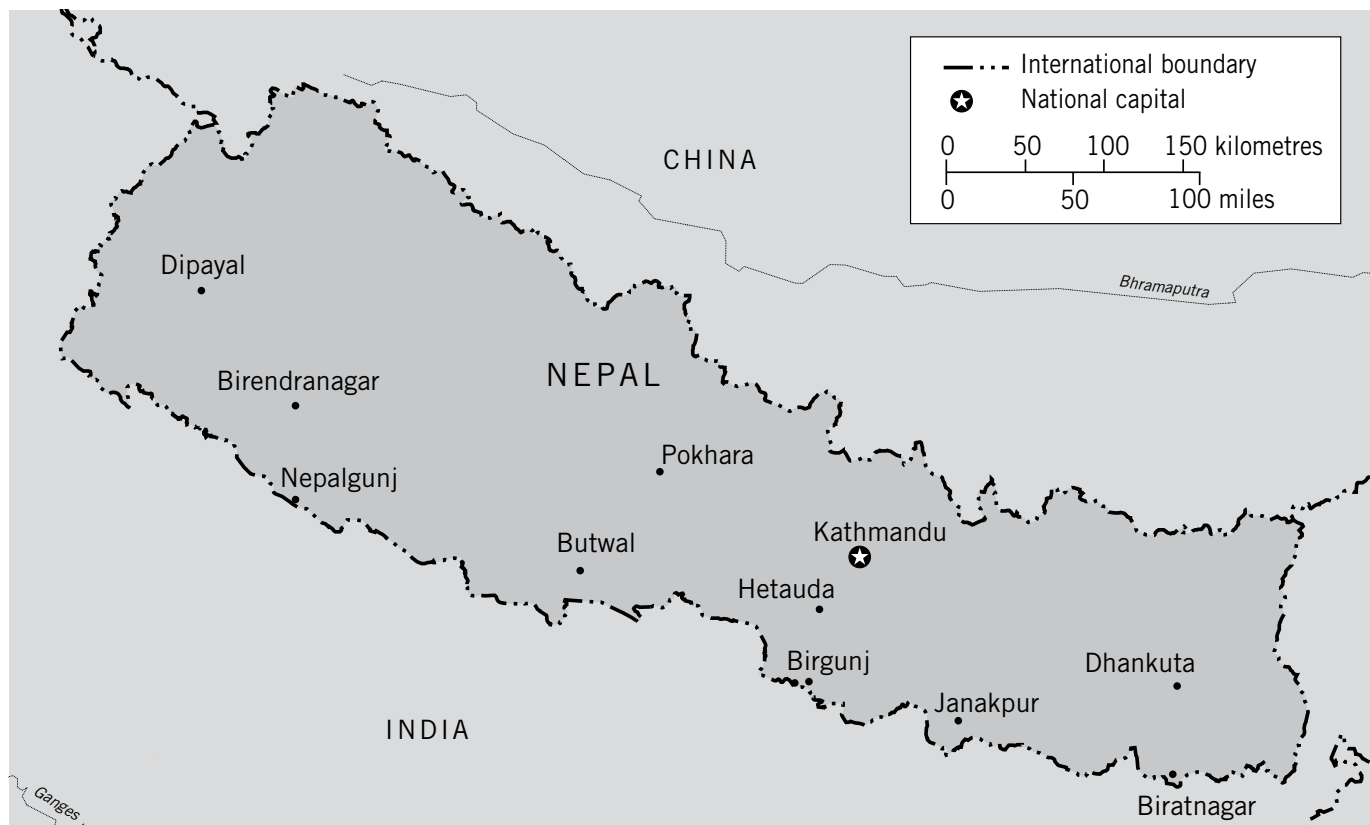 International boundary
National capital
0 50 100 150 kilometres
0 50 100 miles
CHINA
Dipayal
Bhramaputra
Birendranagar
NEPAL
Pokhara
Nepalgunj
Kathmandu
Butwal
Hetauda
Birgunj
Dhankuta
Janakpur
INDIA
Ganges
Biratnagar